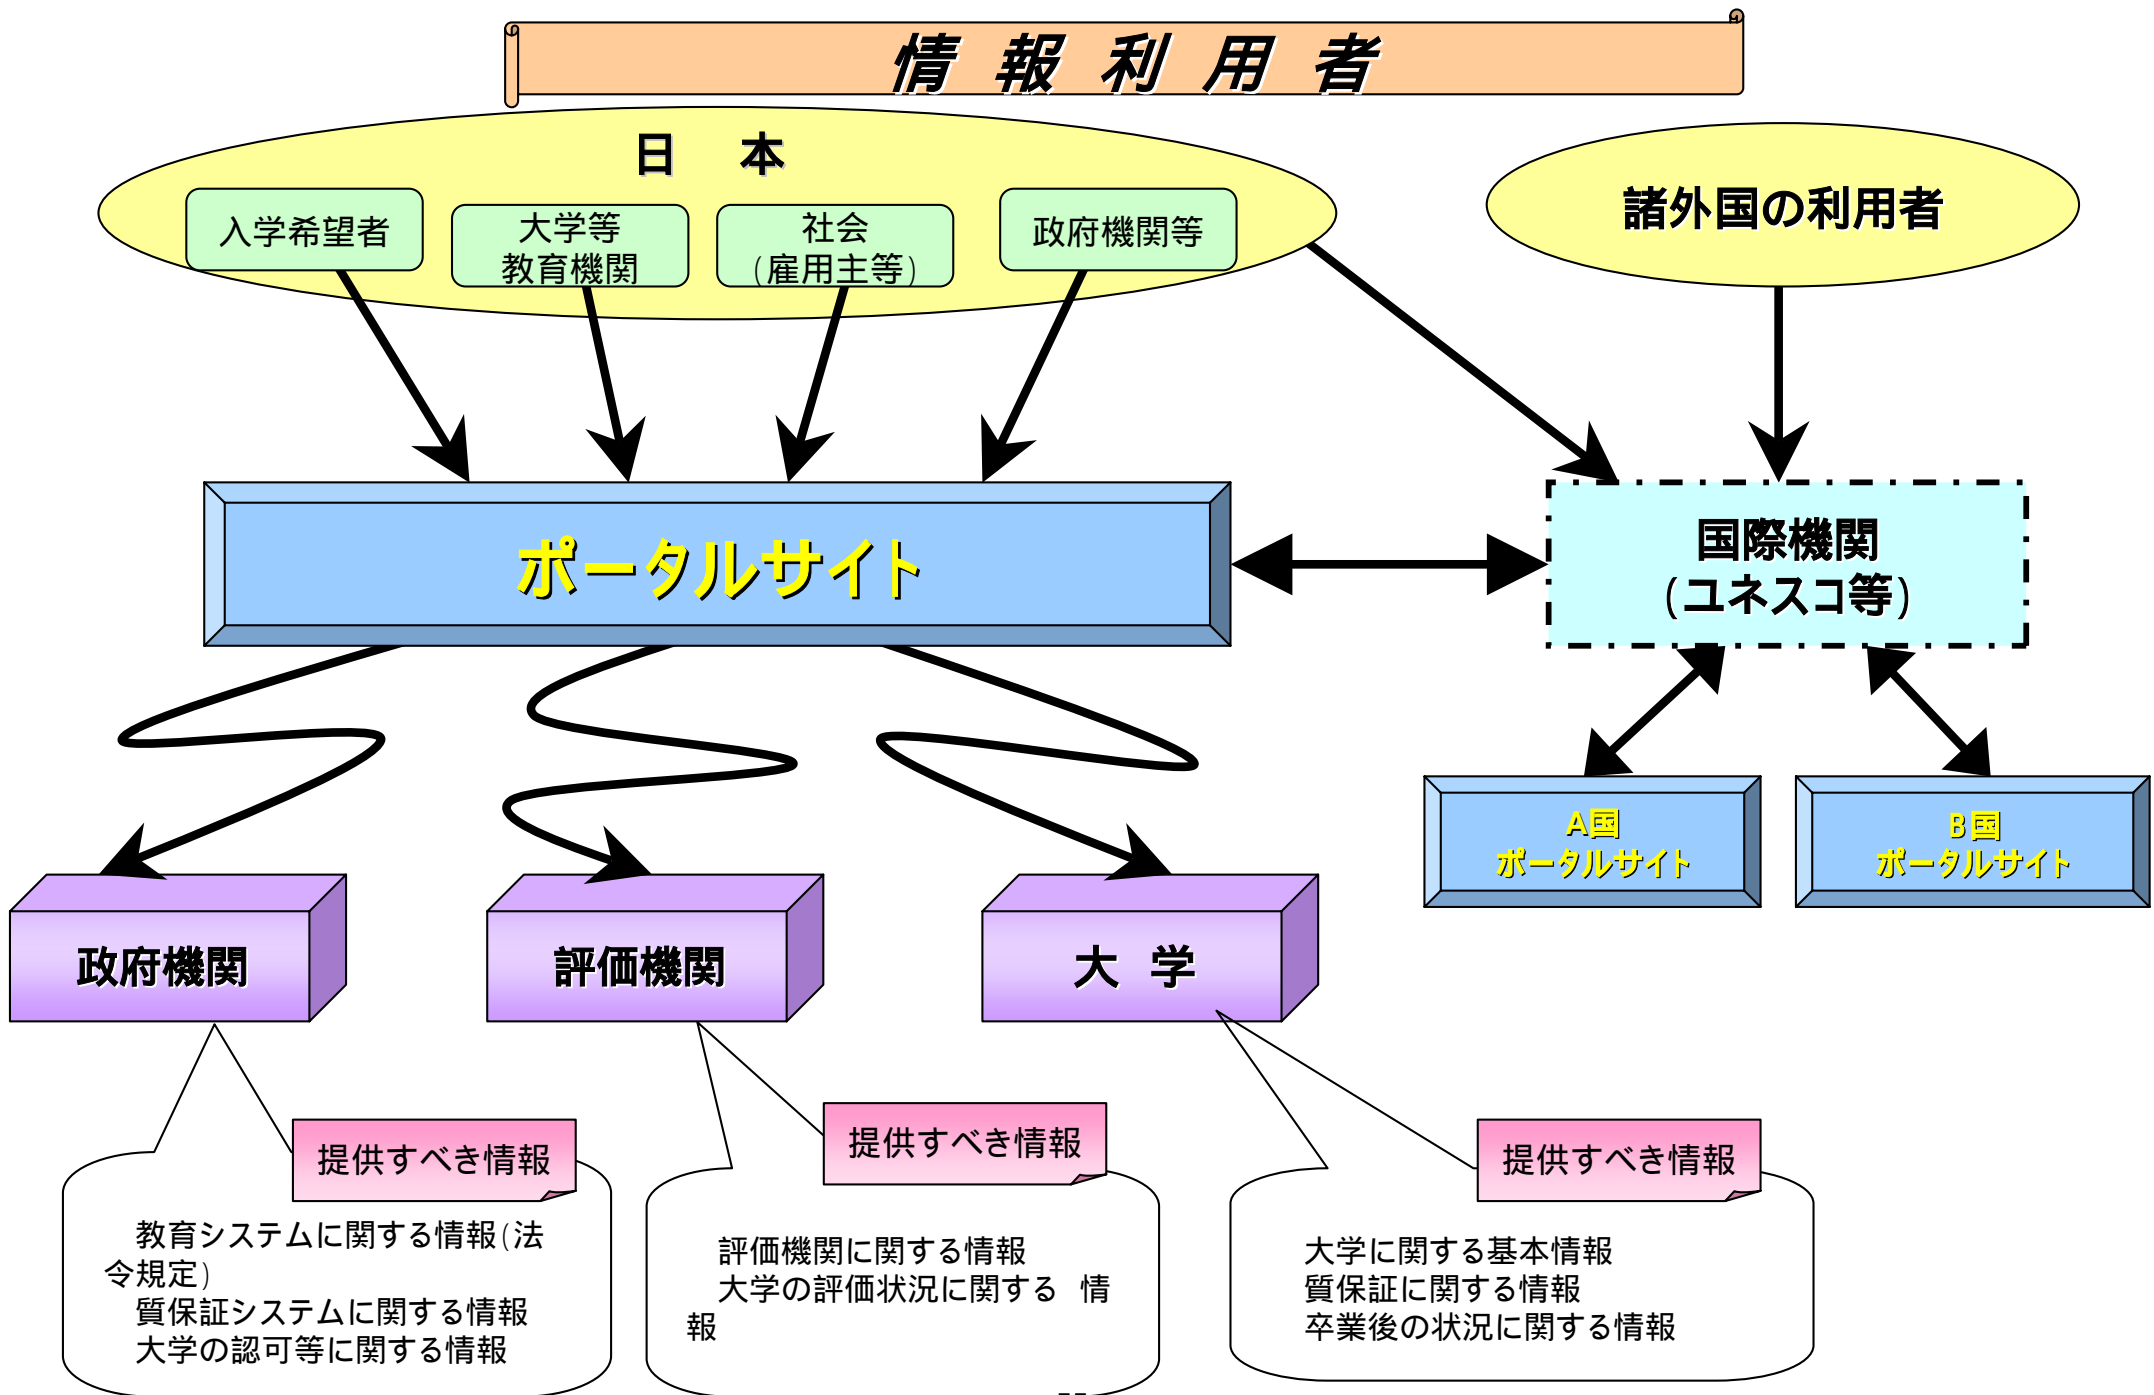 情 報 利 用 者
日 本
諸外国の利用者
入学希望者
大学等
教育機関
社会
(雇用主等)
政府機関等
ポータルサイト
国際機関
(ユネスコ等)
A国
ポータルサイト
B国
ポータルサイト
政府機関
評価機関
大 学
提供すべき情報
教育システムに関する情報(法
令規定)
質保証システムに関する情報
大学の認可等に関する情報
提供すべき情報
評価機関に関する情報
大学の評価状況に関する 情
報
提供すべき情報
大学に関する基本情報
質保証に関する情報
卒業後の状況に関する情報